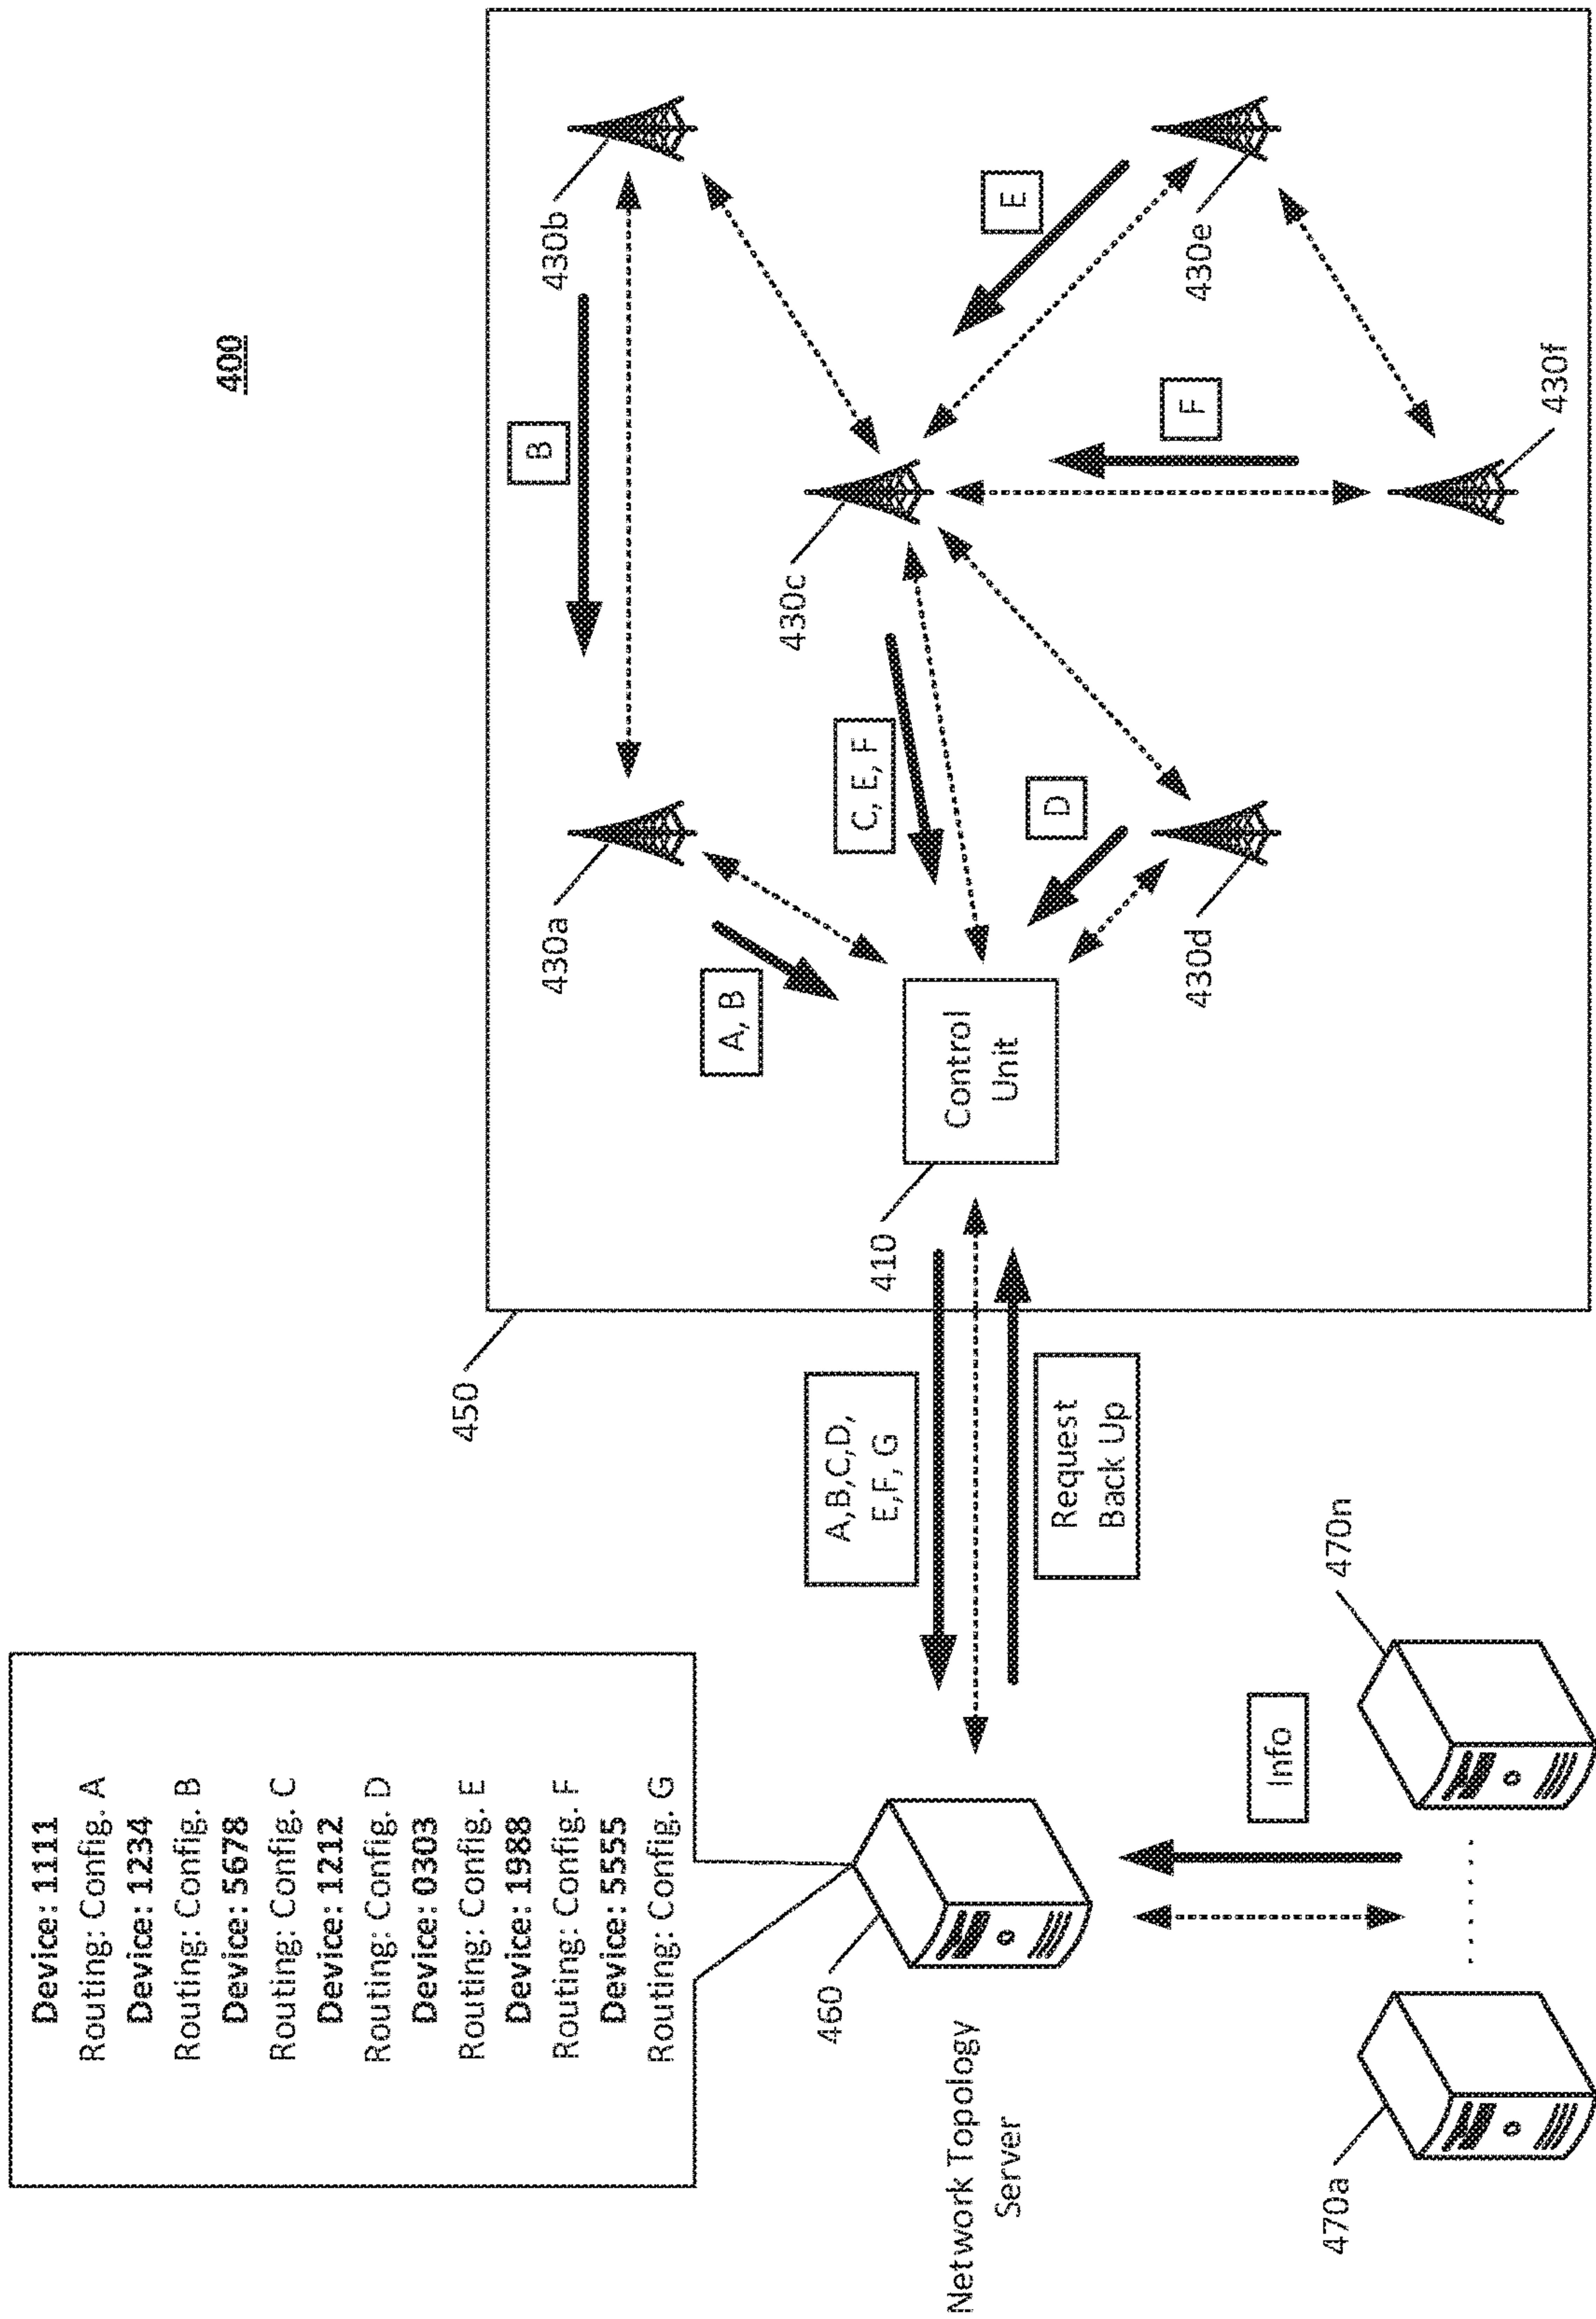 400
Device: 1111
Routing: Config. A
Device: 1234
Routing: Config. B
Device: 5678
Routing: Config. C
Device: 1212
Routing: Config. D
Device: 0303
Routing: Config. E
Device: 1988
Routing: Config. F
Device: 5555
Routing: Config. G
460
Network Topology
Server
470a
470n
Info
A,B,C,D,
E,F, G
Request
Back Up
450
410
Control
Unit
A, B
430a
B
430b
C, E, F
430c
D
430d
E
430e
F
430f